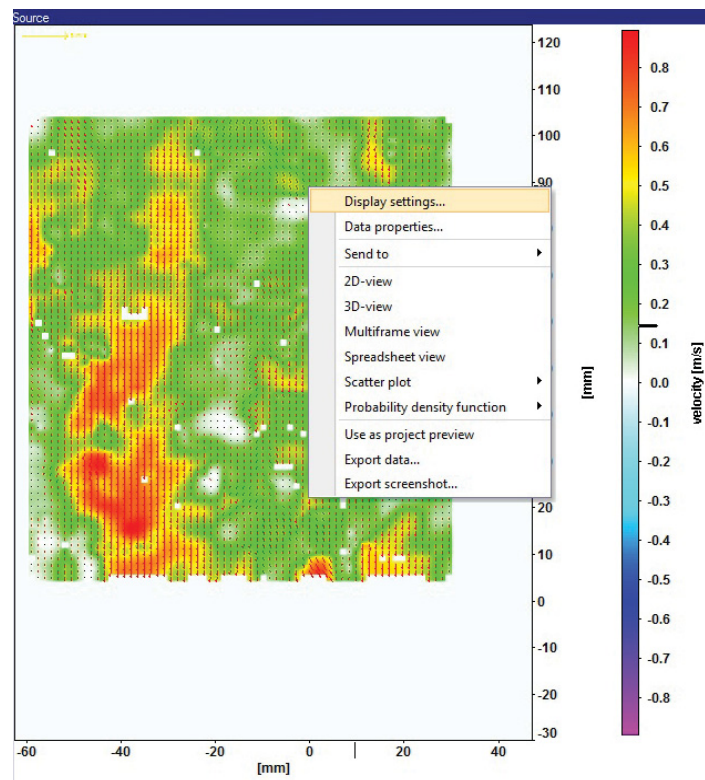 Source
120
100
90
Display settings...
Data properties...
Send to
2D-view
3D-view
Multiframe view
Spreadsheet view
Scatter plot
Probability density function
Use as project preview
Export data...
Export screenshot...
20
10
0
-10
-20
-30
[mm]
-60
-40
-20
0
20
40
[mm]
0.8
0.7
0.6
0.5
0.4
0.3
0.2
0.1
0.0
-0.1
-0.2
-0.3
-0.4
-0.5
-0.6
-0.7
-0.8
velocity [m/s]